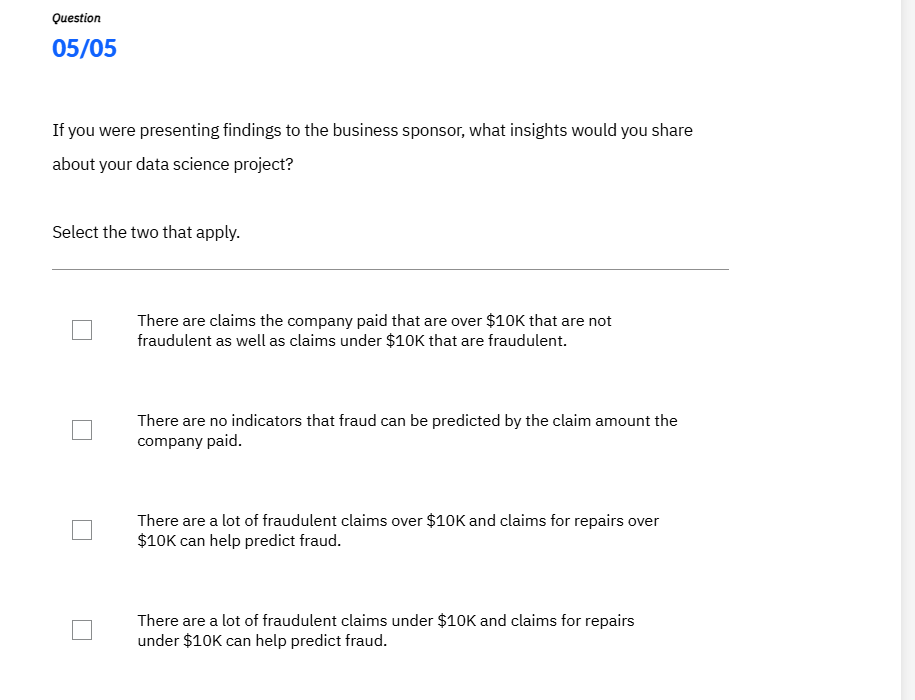 Question
05/05
If you were presenting findings to the business sponsor, what insights would you share
about your data science project?
Select the two that apply.
There are claims the company paid that are over $10K that are not
fraudulent as well as claims under $10K that are fraudulent.
There are no indicators that fraud can be predicted by the claim amount the
company paid.
There are a lot of fraudulent claims over $10K and claims for repairs over
$10K can help predict fraud.
There are a lot of fraudulent claims under $10K and claims for repairs
under $10K can help predict fraud.